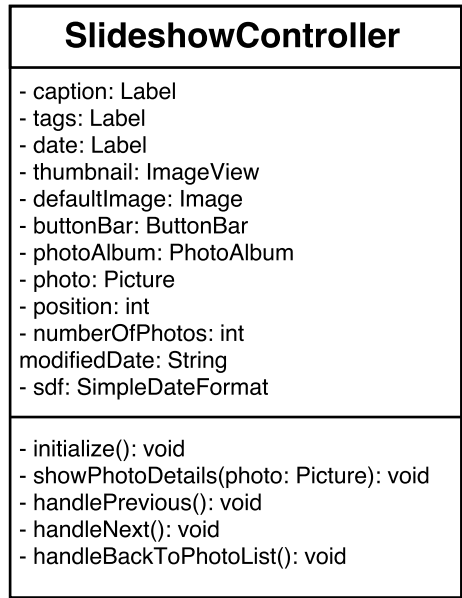 SlideshowController
- caption: Label
- tags: Label
- date: Label
- thumbnail: ImageView
- defaultImage: Image
- buttonBar: ButtonBar
- photoAlbum: PhotoAlbum
- photo: Picture
- position: int
- numberOfPhotos: int
modifiedDate: String
- sdf: SimpleDateFormat
- initialize(): void
- showPhotoDetails(photo: Picture): void
- handlePrevious(): void
- handleNext(): void
- handleBackToPhotoList(): void